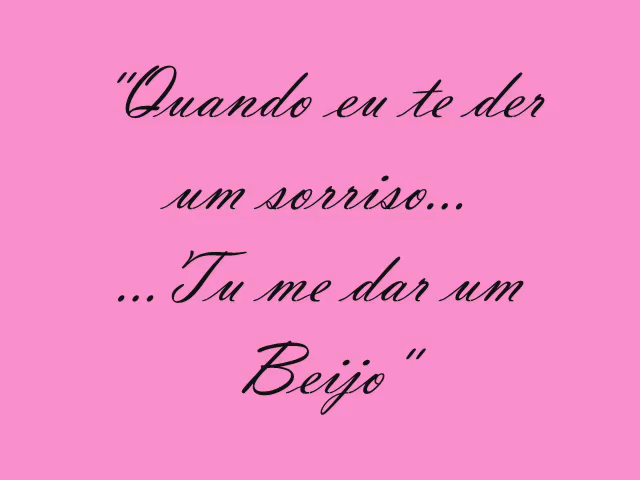 "Quando eu te der
um sorriso...
... Tu me dar um
Beijo"